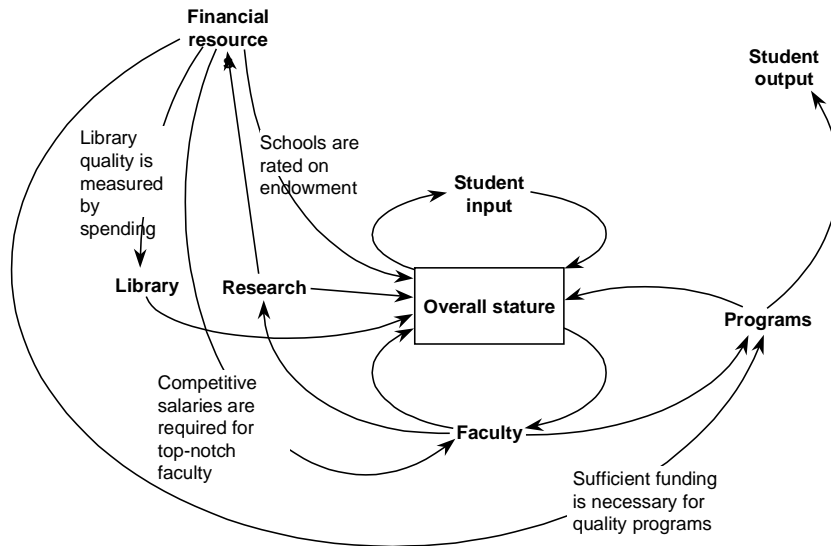 Financial
resource
Student
output
Library
quality is
measured
by
spending
Schools are
rated on
endowment
Student
input
Library
Research
Overall stature
Programs
Competitive
salaries are
required for
top-notch
faculty
Faculty
Sufficient funding
is necessary for
quality programs